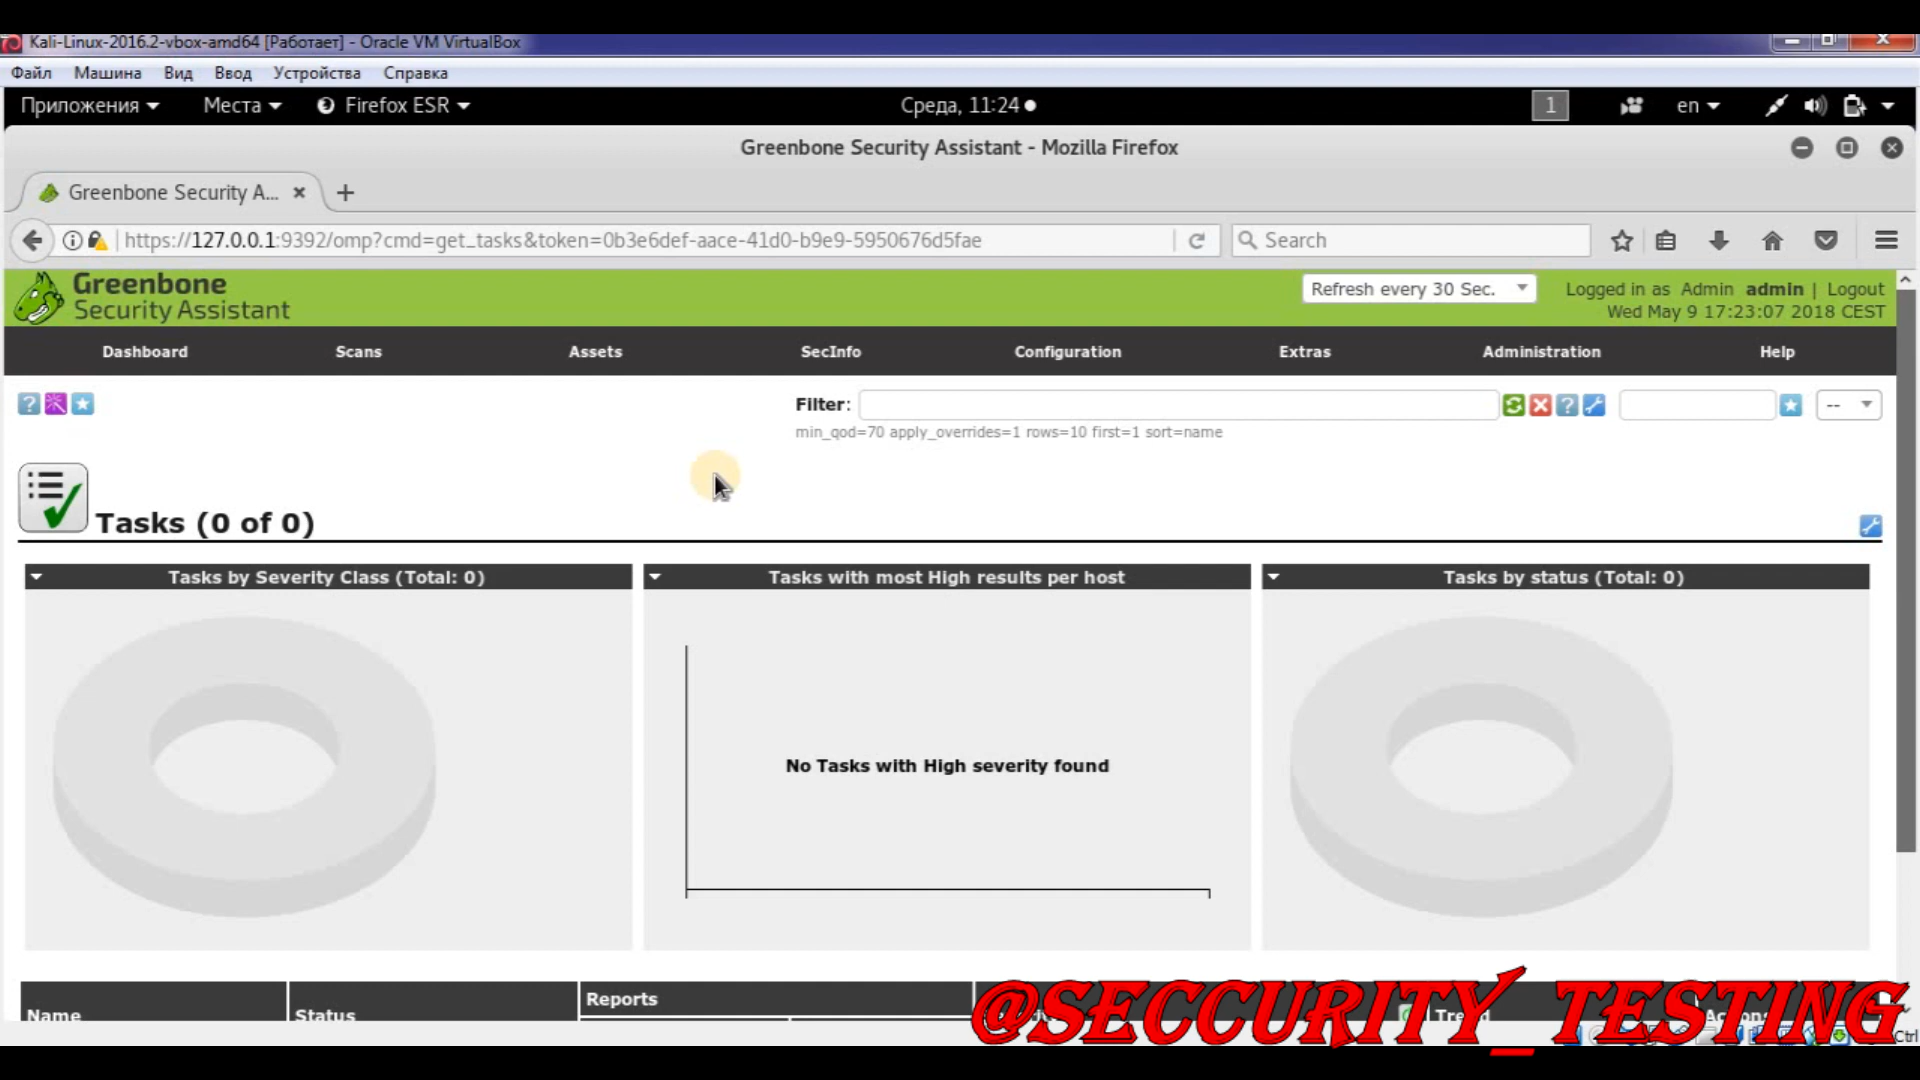 Kali-Linux-2016.2-vbox-amd64 [Работает] - Oracle VM VirtualBox
Файл Машина Вид Ввод Устройства Справка
Приложения Места Firefox ESR Среда, 11:24 1 en
Greenbone Security Assistant - Mozilla Firefox
Greenbone Security A...
https://127.0.0.1:9392/omp?cmd=get_tasks&token=0b3e6def-aace-41d0-b9e9-5950676d5fae Search
Greenbone
Security Assistant
Refresh every 30 Sec. Logged in as Admin admin | Logout
Wed May 9 17:23:07 2018 CEST
Dashboard Scans Assets SecInfo Configuration Extras Administration Help
Filter: --
min_qod=70 apply_overrides=1 rows=10 first=1 sort=name
Tasks (0 of 0)
Tasks by Severity Class (Total: 0) Tasks with most High results per host Tasks by status (Total: 0)
No Tasks with High severity found
Reports
Name Status Trend Actions
@SECCURITY_TESTING
Ctrl